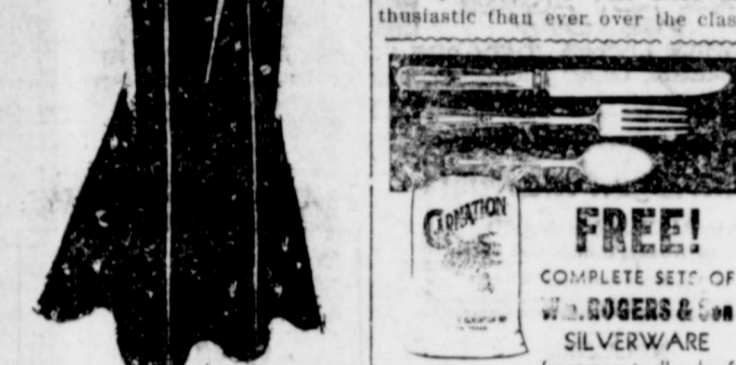 thusiastic than ever over the clas
CARNATION
FREE!
COMPLETE SETS OF
Wm. ROGERS & Son
SILVERWARE